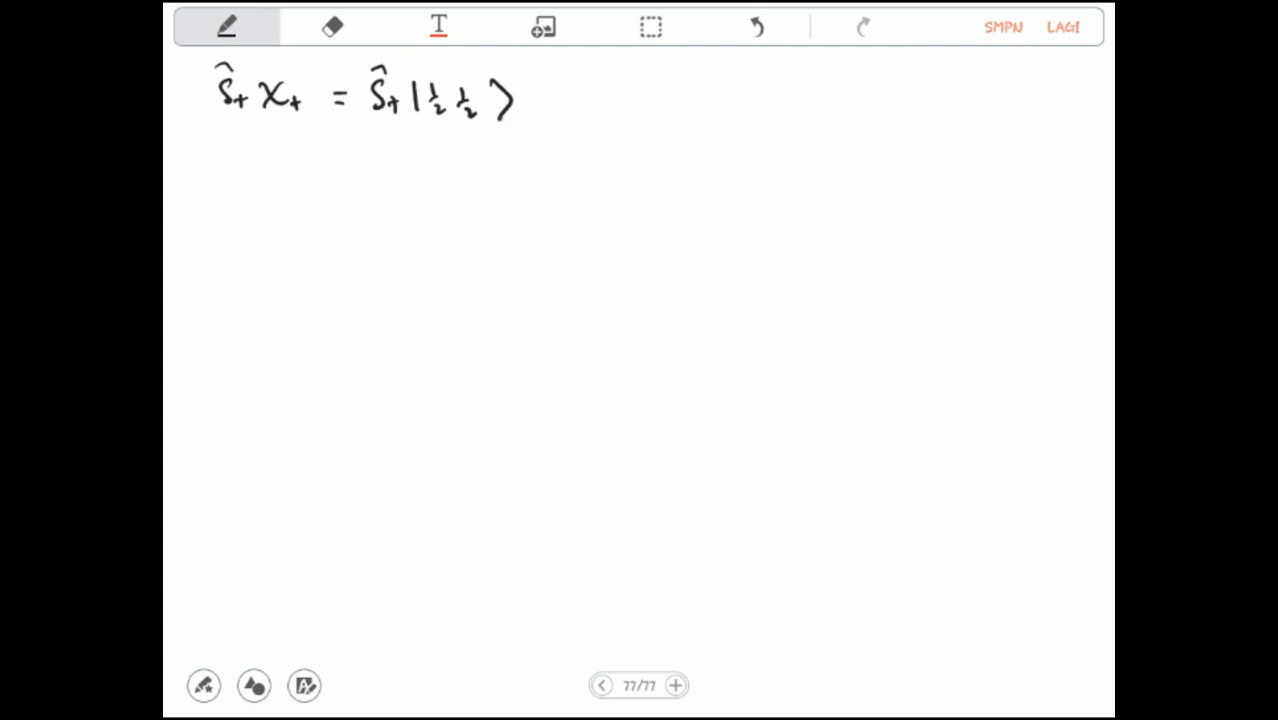 T SMPN LAGI
Ŝ₊ χ₊ = Ŝ₊ | ½ ½ ⟩
77/77